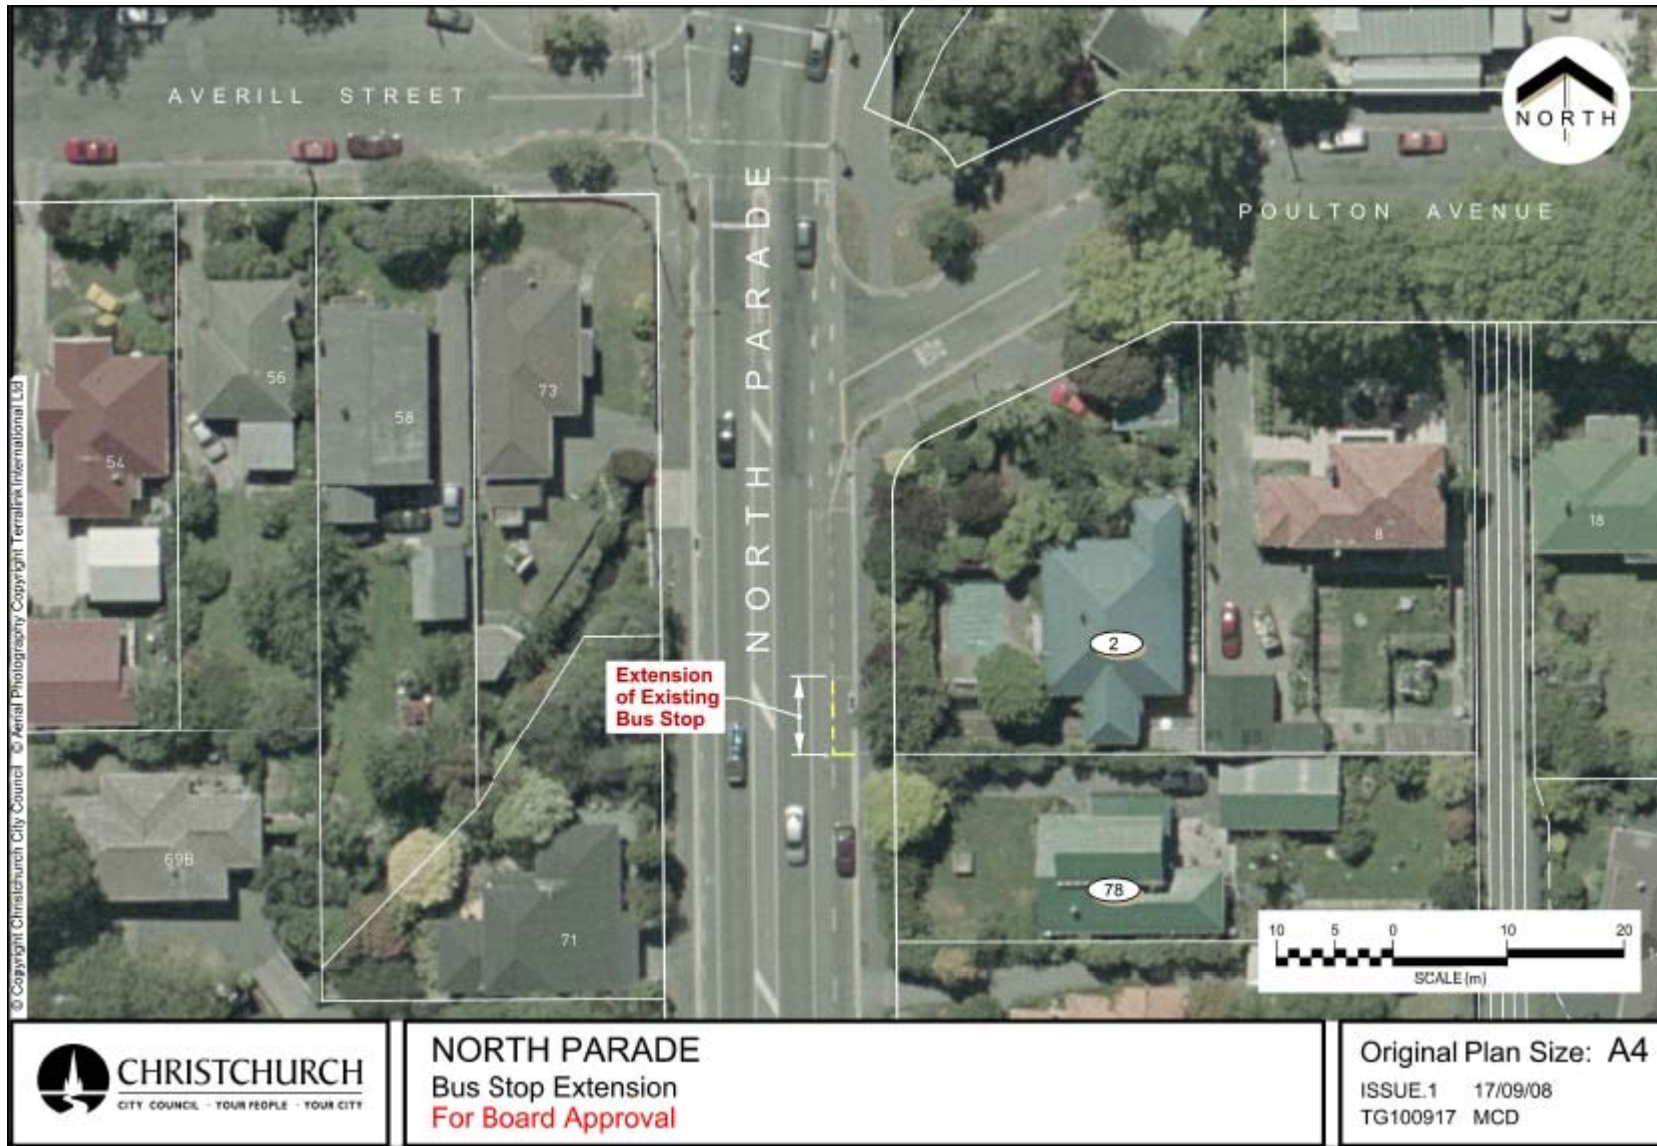 AVERILL STREET
NORTH
POULTON AVENUE
NORTH PARADE
56
73
58
54
8
18
2
Extension
of Existing
Bus Stop
69B
78
71
10 5 0 10 20
SCALE (m)
© Copyright Christchurch City Council © Aerial Photography Copyright Terralink International Ltd
CHRISTCHURCH
CITY COUNCIL · YOUR PEOPLE · YOUR CITY
NORTH PARADE
Bus Stop Extension
For Board Approval
Original Plan Size: A4
ISSUE.1 17/09/08
TG100917 MCD